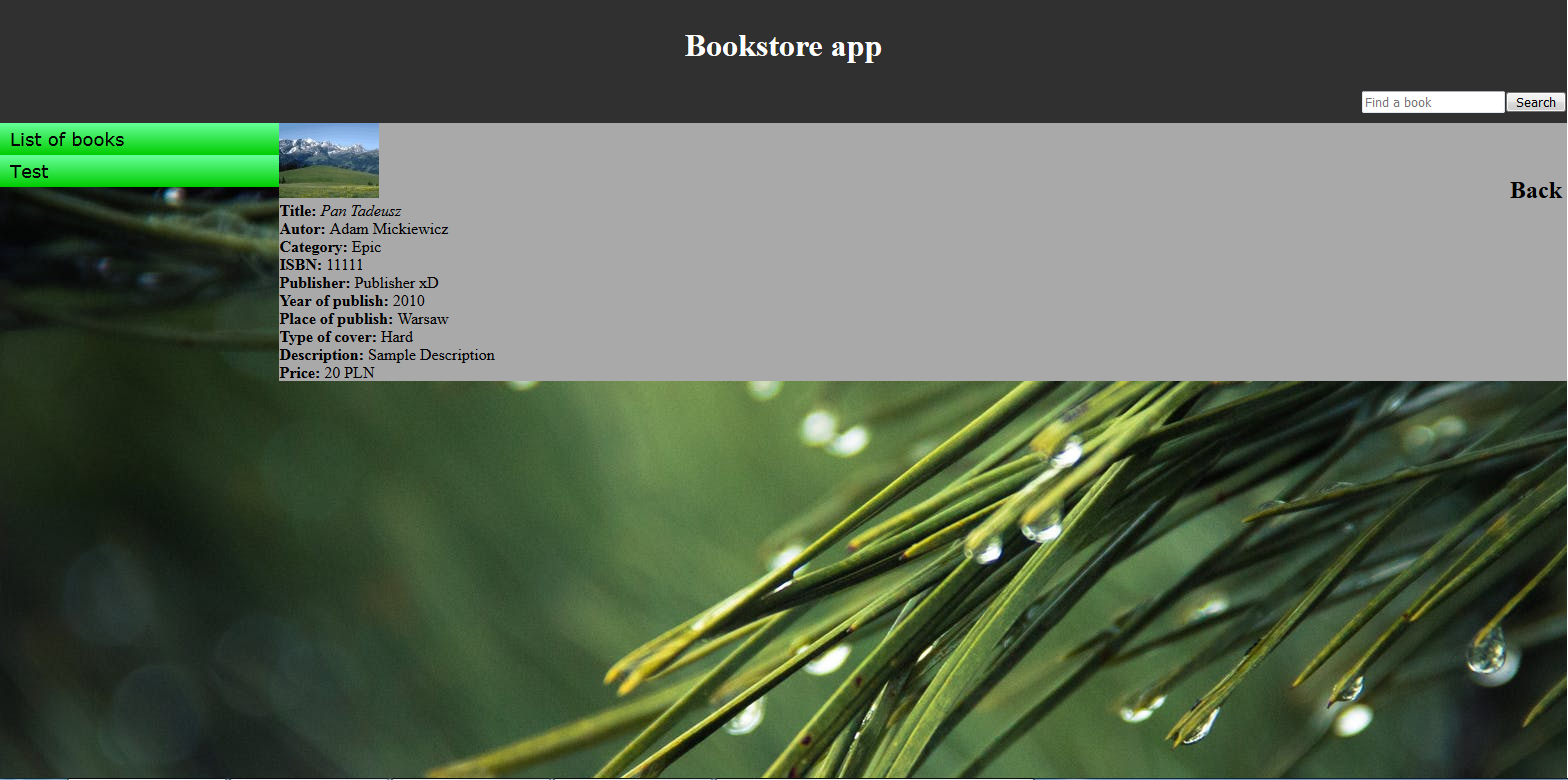 Bookstore app
Find a book Search
List of books
Test
Back
Title: Pan Tadeusz
Autor: Adam Mickiewicz
Category: Epic
ISBN: 11111
Publisher: Publisher xD
Year of publish: 2010
Place of publish: Warsaw
Type of cover: Hard
Description: Sample Description
Price: 20 PLN